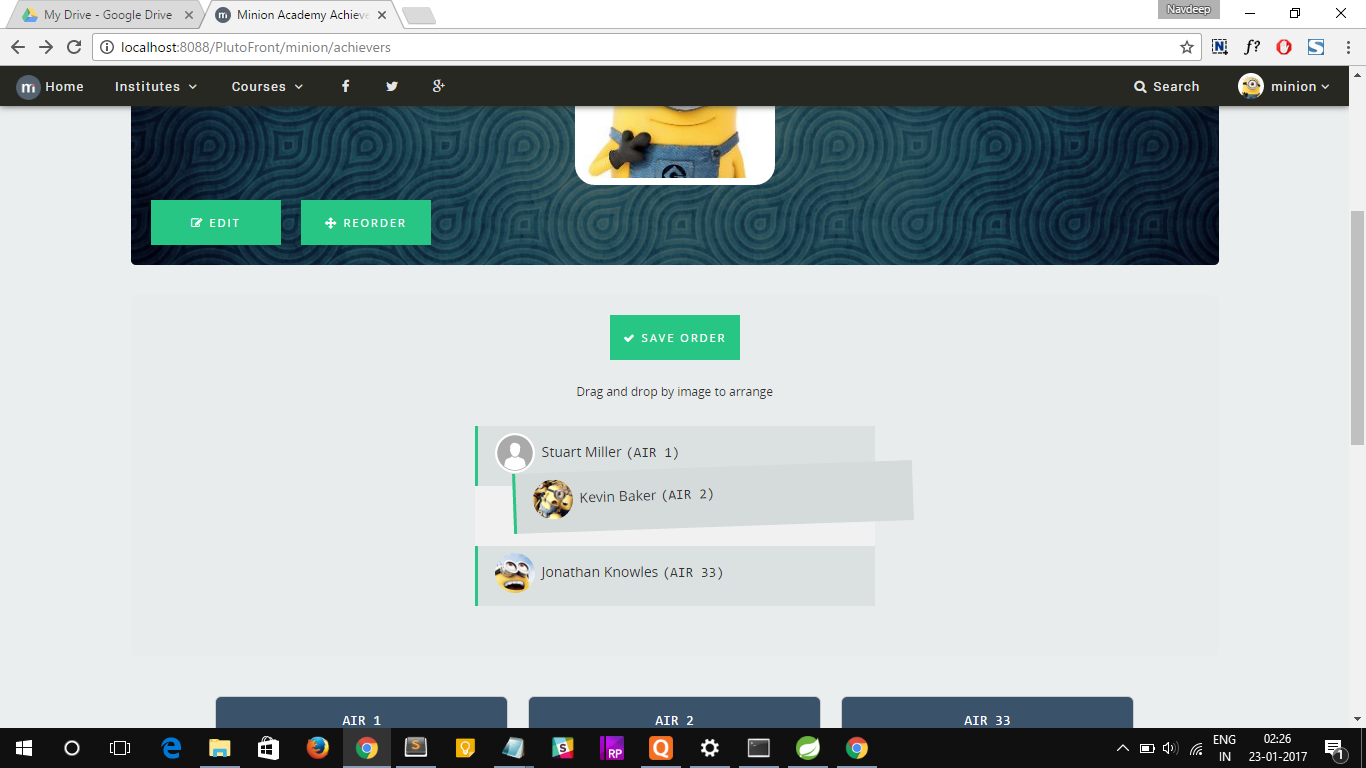 My Drive - Google Drive
Minion Academy Achieve
Navdeep
localhost:8088/PlutoFront/minion/achievers
N
f?
S
m Home
Institutes
Courses
Search
minion
EDIT
REORDER
SAVE ORDER
Drag and drop by image to arrange
Stuart Miller (AIR 1)
Kevin Baker (AIR 2)
Jonathan Knowles (AIR 33)
AIR 1
AIR 2
AIR 33
RP
Q
ENG
IN
02:26
23-01-2017
1